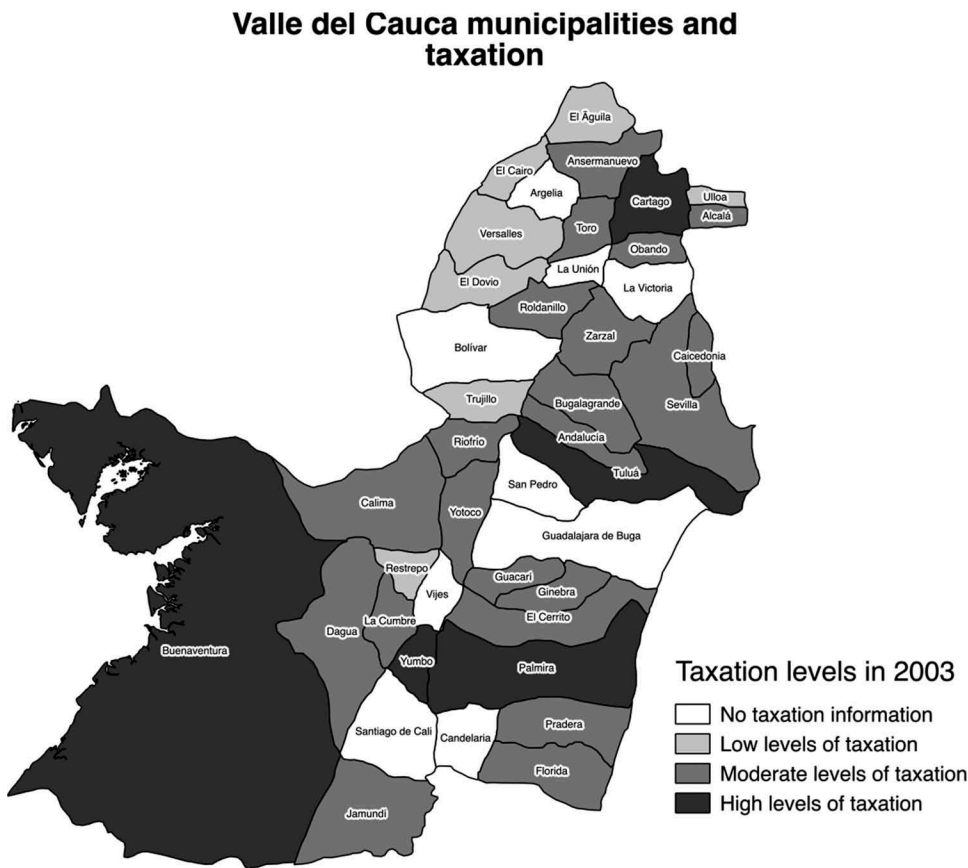 Valle del Cauca municipalities and
taxation
El Águila
Ansermanuevo
El Cairo
Argelia
Cartago
Ulloa
Alcalá
Versalles
Toro
Obando
La Unión
El Dovio
La Victoria
Roldanillo
Zarzal
Bolívar
Caicedonia
Trujillo
Bugalagrande
Sevilla
Andalucía
Riofrío
Tuluá
San Pedro
Calima
Yotoco
Guadalajara de Buga
Restrepo
Guacarí
Vijes
Ginebra
El Cerrito
La Cumbre
Dagua
Buenaventura
Yumbo
Palmira
Taxation levels in 2003
No taxation information
Low levels of taxation
Moderate levels of taxation
High levels of taxation
Pradera
Santiago de Cali
Candelaria
Florida
Jamundí